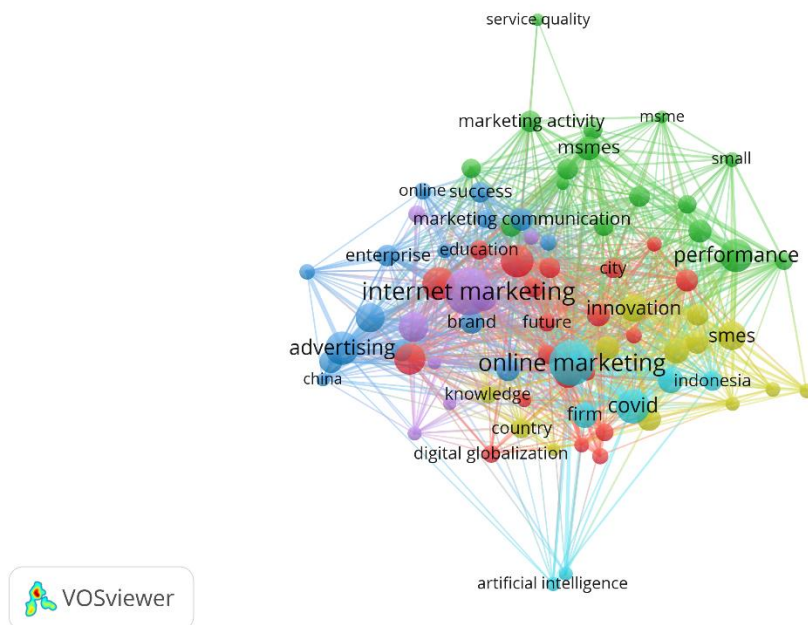 service quality
marketing activity
msme
msmes
small
online
success
marketing communication
education
enterprise
performance
city
internet marketing
innovation
brand
future
smes
advertising
online marketing
china
indonesia
knowledge
covid
firm
country
digital globalization
artificial intelligence
VOSviewer